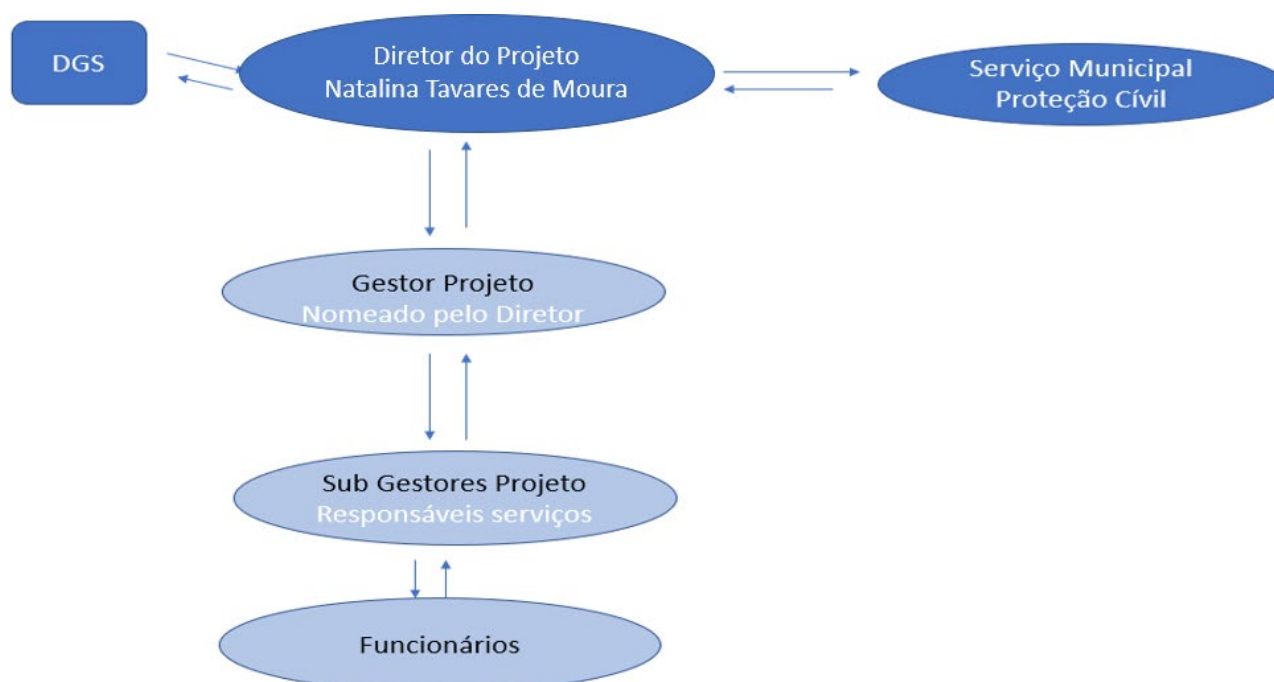 DGS
Diretor do Projeto
Natalina Tavares de Moura
Serviço Municipal
Proteção Cívil
Gestor Projeto
Nomeado pelo Diretor
Sub Gestores Projeto
Responsáveis serviços
Funcionários